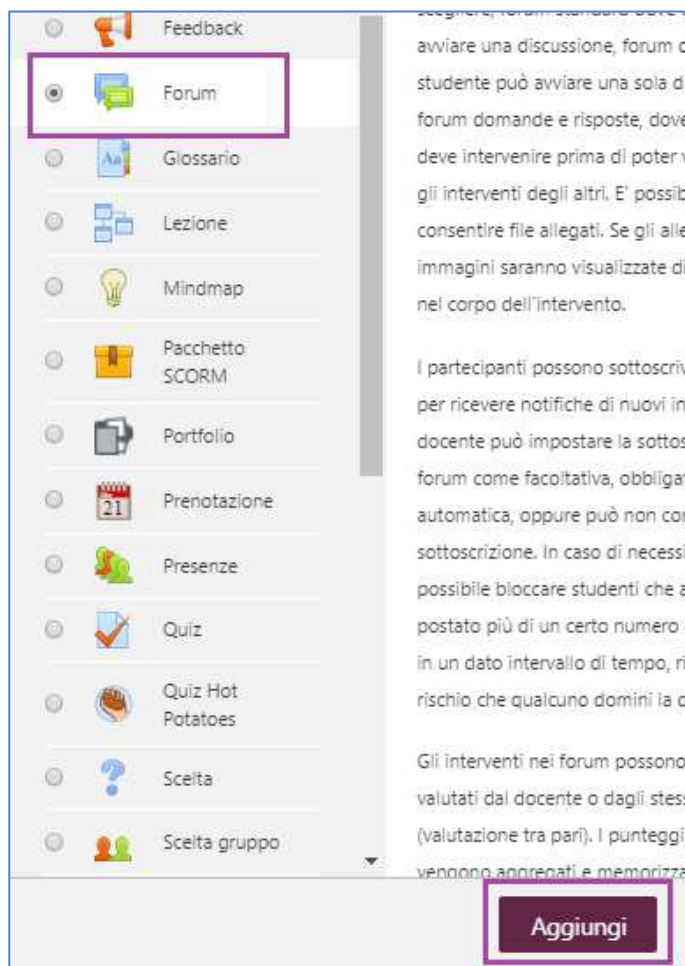 Feedback
Forum
Glossario
Lezione
Mindmap
Pacchetto
SCORM
Portfolio
Prenotazione
Presenze
Quiz
Quiz Hot
Potatoes
Scelta
Scelta gruppo
avviare una discussione, forum
studente può avviare una sola
forum domande e risposte, dove
deve intervenire prima di poter
gli interventi degli altri. E' possib
consentire file allegati. Se gli alle
immagini saranno visualizzate di
nel corpo dell'intervento.
I partecipanti possono sottoscriv
per ricevere notifiche di nuovi in
docente può impostare la sottos
forum come facoltativa, obbligat
automatica, oppure può non con
sottoscrizione. In caso di necessi
possibile bloccare studenti che a
postato più di un certo numero
in un dato intervallo di tempo, ri
rischio che qualcuno domini la
Gli interventi nei forum possono
valutati dal docente o dagli stess
(valutazione tra pari). I punteggi
vengono aggregati e memorizza
Aggiungi